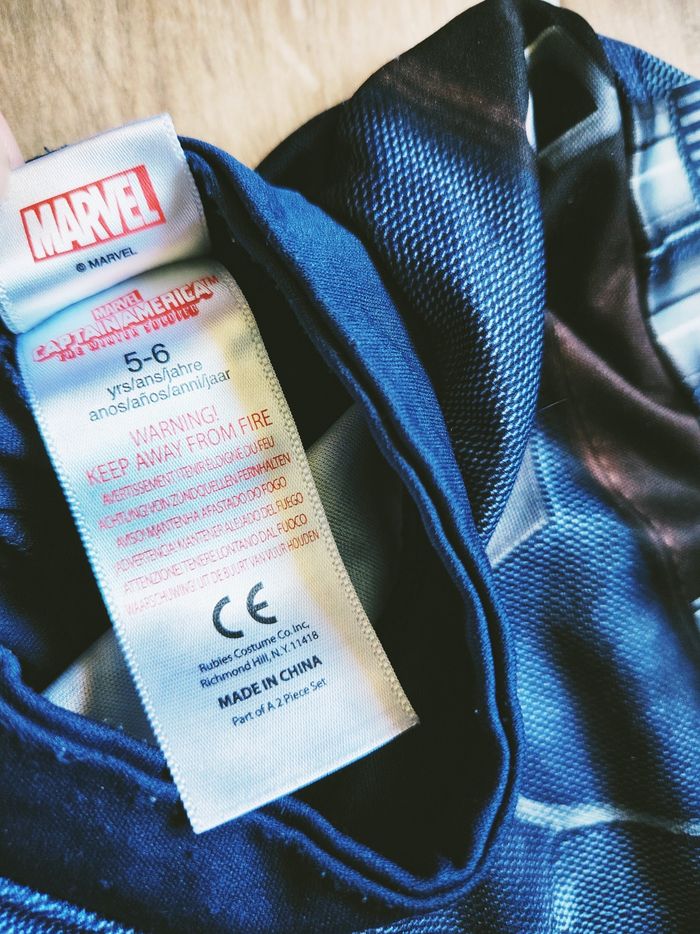 MARVEL
© MARVEL
MARVEL
CAPTAIN AMERICA
THE WINTER SOLDIER
5-6
yrs/ans/jahre
anos/años/anni/jaar
WARNING!
KEEP AWAY FROM FIRE
AVERTISSEMENT, !TENIR ELOIGNE DU FEU
ACHTUNG! VON ZUNDQUELLEN FERNHALTEN
AVISO! MANTENHA AFASTADO DO FOGO
¡ADVERTENCIA! MANTENER ALEJADO DEL FUEGO
ATTENZIONE! TENERE LONTANO DAL FUOCO
WAARSCHUWING! UIT DE BUURT VAN VUUR HOUDEN
CE
Rubies Costume Co. Inc,
Richmond Hill, N.Y. 11418
MADE IN CHINA
Part of A 2 Piece Set